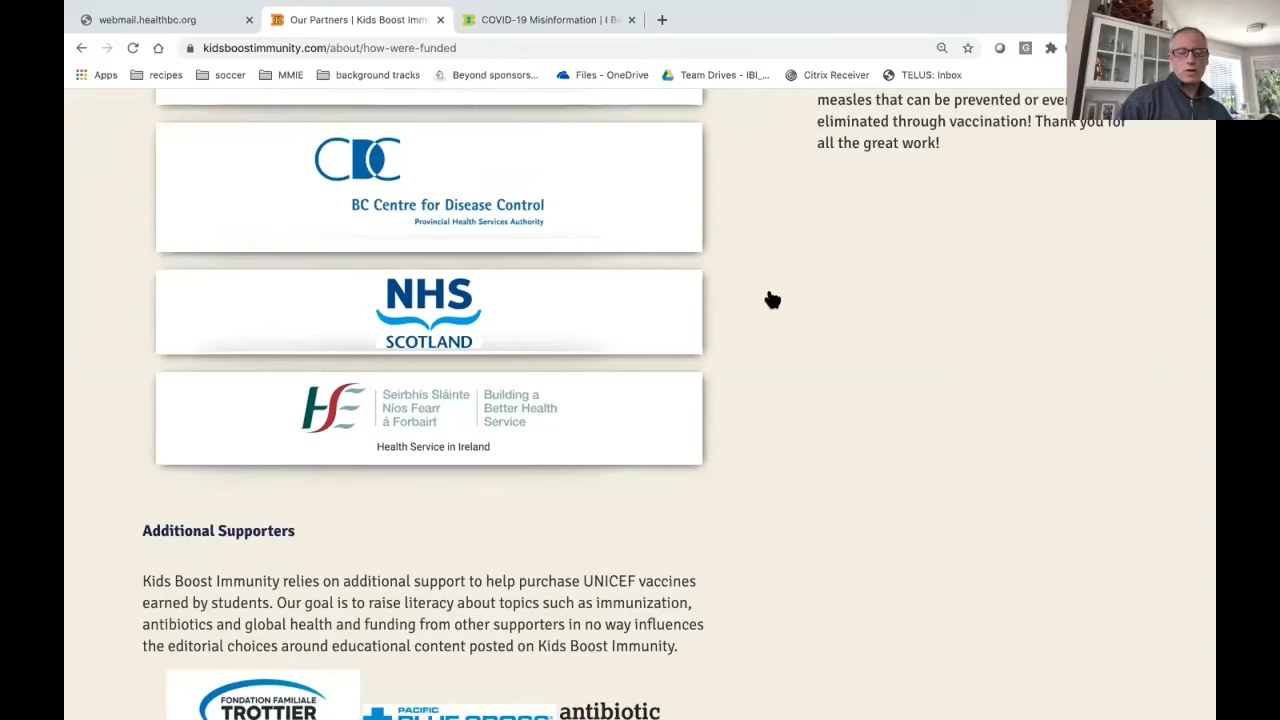 webmail.healthbc.org
Our Partners | Kids Boost Imm
COVID-19 Misinformation | I B
kidsboostimmunity.com/about/how-were-funded
Apps
recipes
soccer
MMIE
background tracks
Beyond sponsors...
Files - OneDrive
Team Drives - IBI_...
Citrix Receiver
TELUS: Inbox
measles that can be prevented or eve
eliminated through vaccination! Thank you for
all the great work!
CDC
BC Centre for Disease Control
Provincial Health Services Authority
NHS
SCOTLAND
Seirbhís Sláinte
Níos Fearr
á Forbairt
Building a
Better Health
Service
Health Service in Ireland
Additional Supporters
Kids Boost Immunity relies on additional support to help purchase UNICEF vaccines
earned by students. Our goal is to raise literacy about topics such as immunization,
antibiotics and global health and funding from other supporters in no way influences
the editorial choices around educational content posted on Kids Boost Immunity.
FONDATION FAMILIALE
TROTTIER
PACIFIC
BLUE CROSS
antibiotic